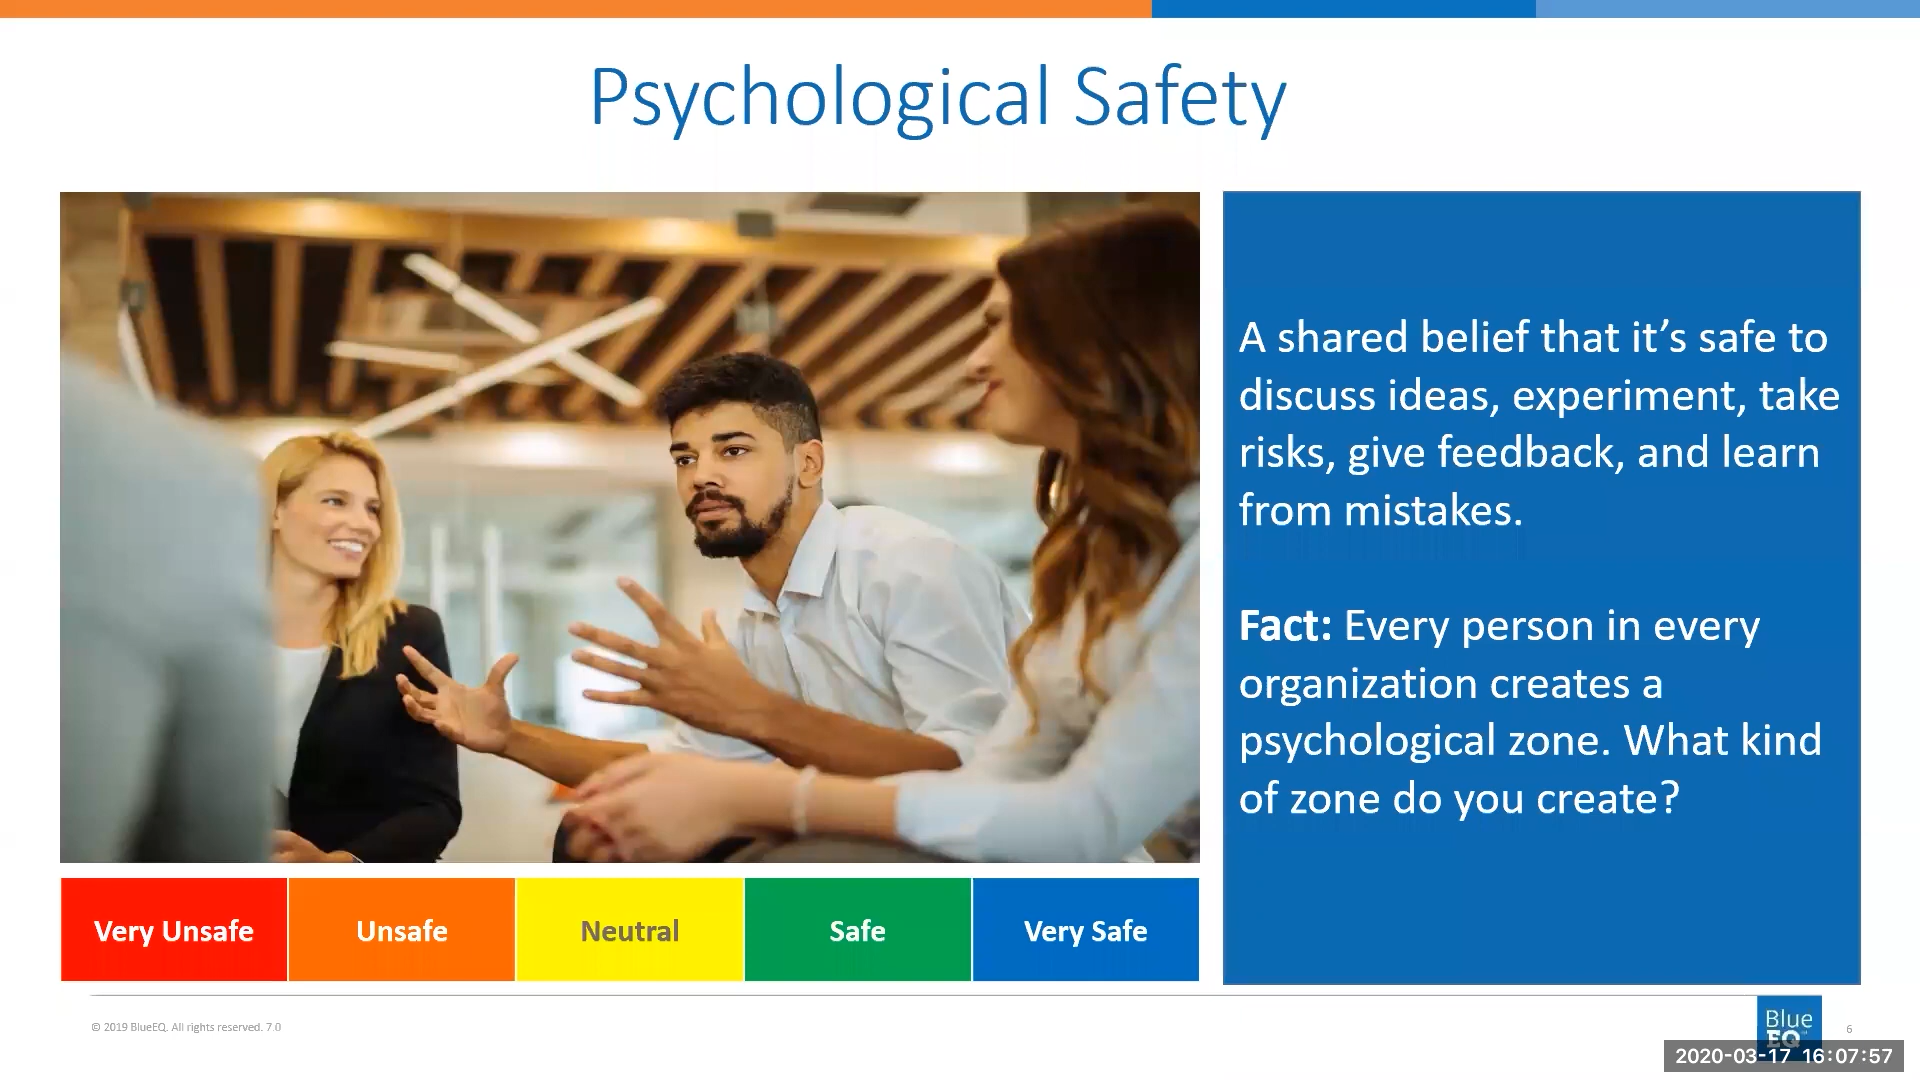 Psychological Safety
A shared belief that it’s safe to
discuss ideas, experiment, take
risks, give feedback, and learn
from mistakes.
Fact: Every person in every
organization creates a
psychological zone. What kind
of zone do you create?
Very Unsafe
Unsafe
Neutral
Safe
Very Safe
© 2019 BlueEQ. All rights reserved. 7.0
Blue
EQ
6
2020-03-17 16:07:57